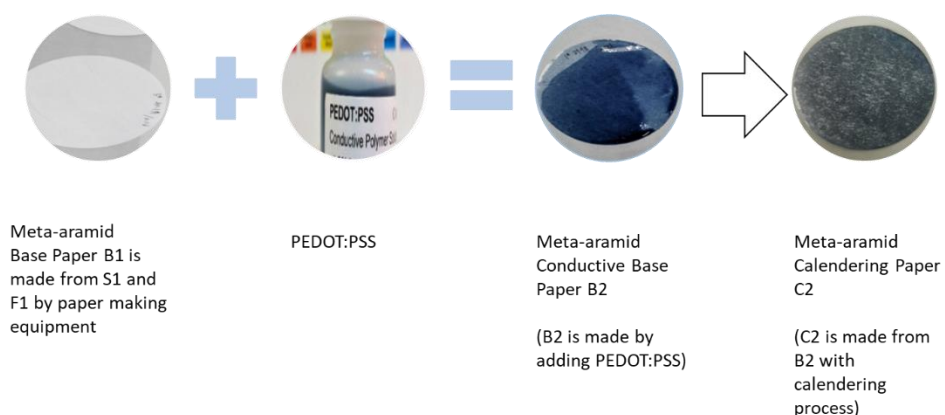 PEDOT:PSS
Conductive Polymer
Meta-aramid
Base Paper B1 is
made from S1 and
F1 by paper making
equipment
PEDOT:PSS
Meta-aramid
Conductive Base
Paper B2
(B2 is made by
adding PEDOT:PSS)
Meta-aramid
Calendering Paper
C2
(C2 is made from
B2 with
calendering
process)